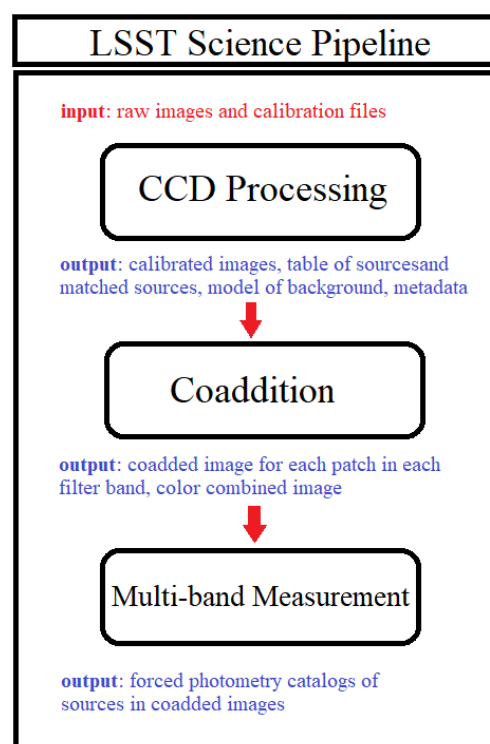 LSST Science Pipeline
input: raw images and calibration files
CCD Processing
output: calibrated images, table of sourcesand
matched sources, model of background, metadata
Coaddition
output: coadded image for each patch in each
filter band, color combined image
Multi-band Measurement
output: forced photometry catalogs of
sources in coadded images